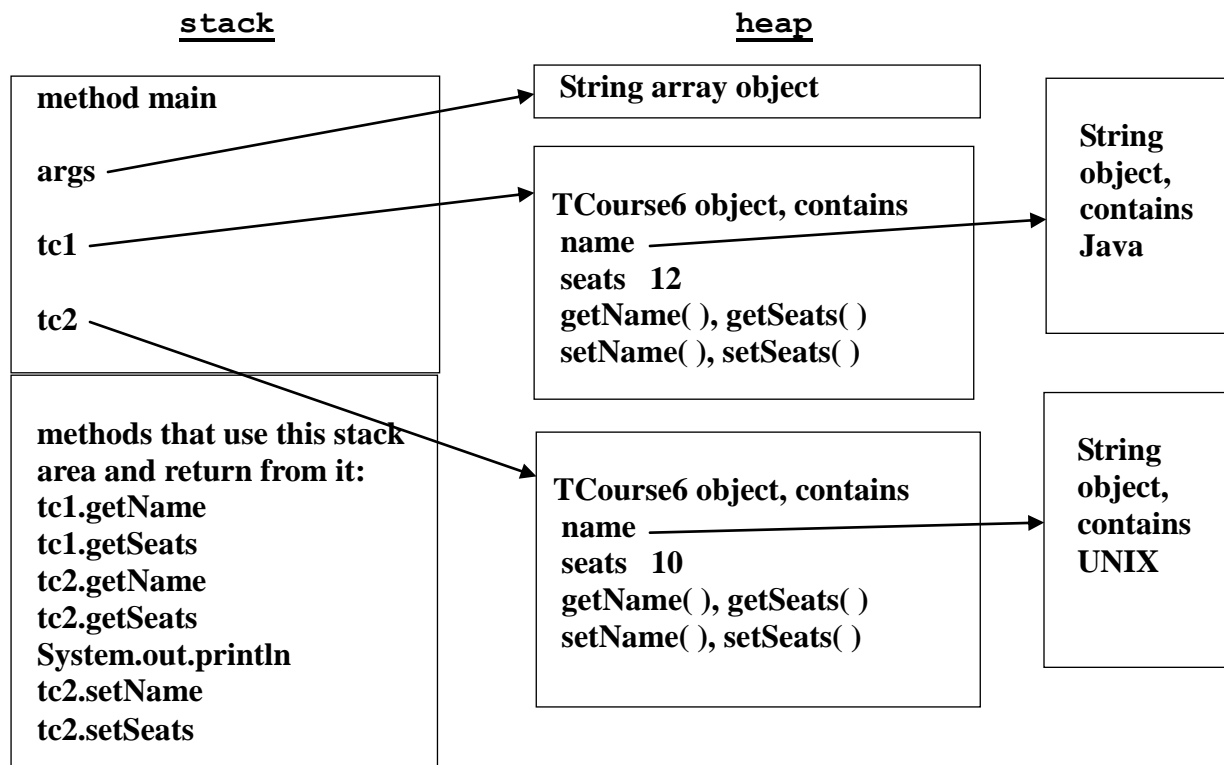 stack
heap
method main
args
tc1
tc2
methods that use this stack
area and return from it:
tc1.getName
tc1.getSeats
tc2.getName
tc2.getSeats
System.out.println
tc2.setName
tc2.setSeats
String array object
TCourse6 object, contains
name
seats 12
getName( ), getSeats( )
setName( ), setSeats( )
TCourse6 object, contains
name
seats 10
getName( ), getSeats( )
setName( ), setSeats( )
String
object,
contains
Java
String
object,
contains
UNIX